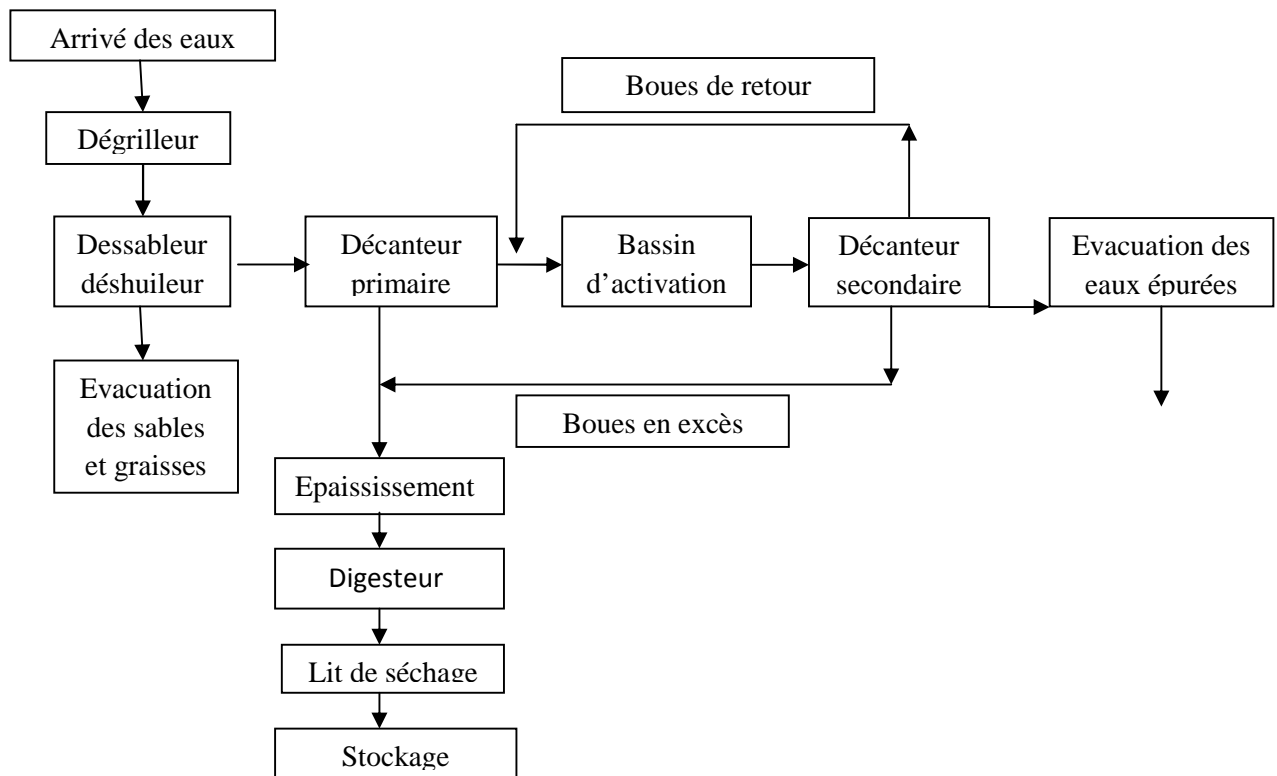 Arrivé des eaux
Boues de retour
Dégrilleur
Dessableur
déshuileur
Décanteur
primaire
Bassin
d’activation
Décanteur
secondaire
Evacuation des
eaux épurées
Evacuation
des sables
et graisses
Boues en excès
Epaississement
Digesteur
Lit de séchage
Stockage